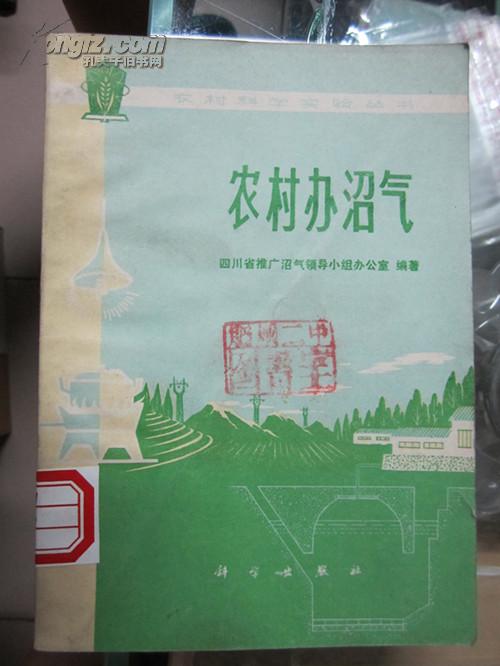 kongfz.com
孔夫子旧书网
农村科学实验丛书
农村办沼气
四川省推广沼气领导小组办公室 编著
科学出版社